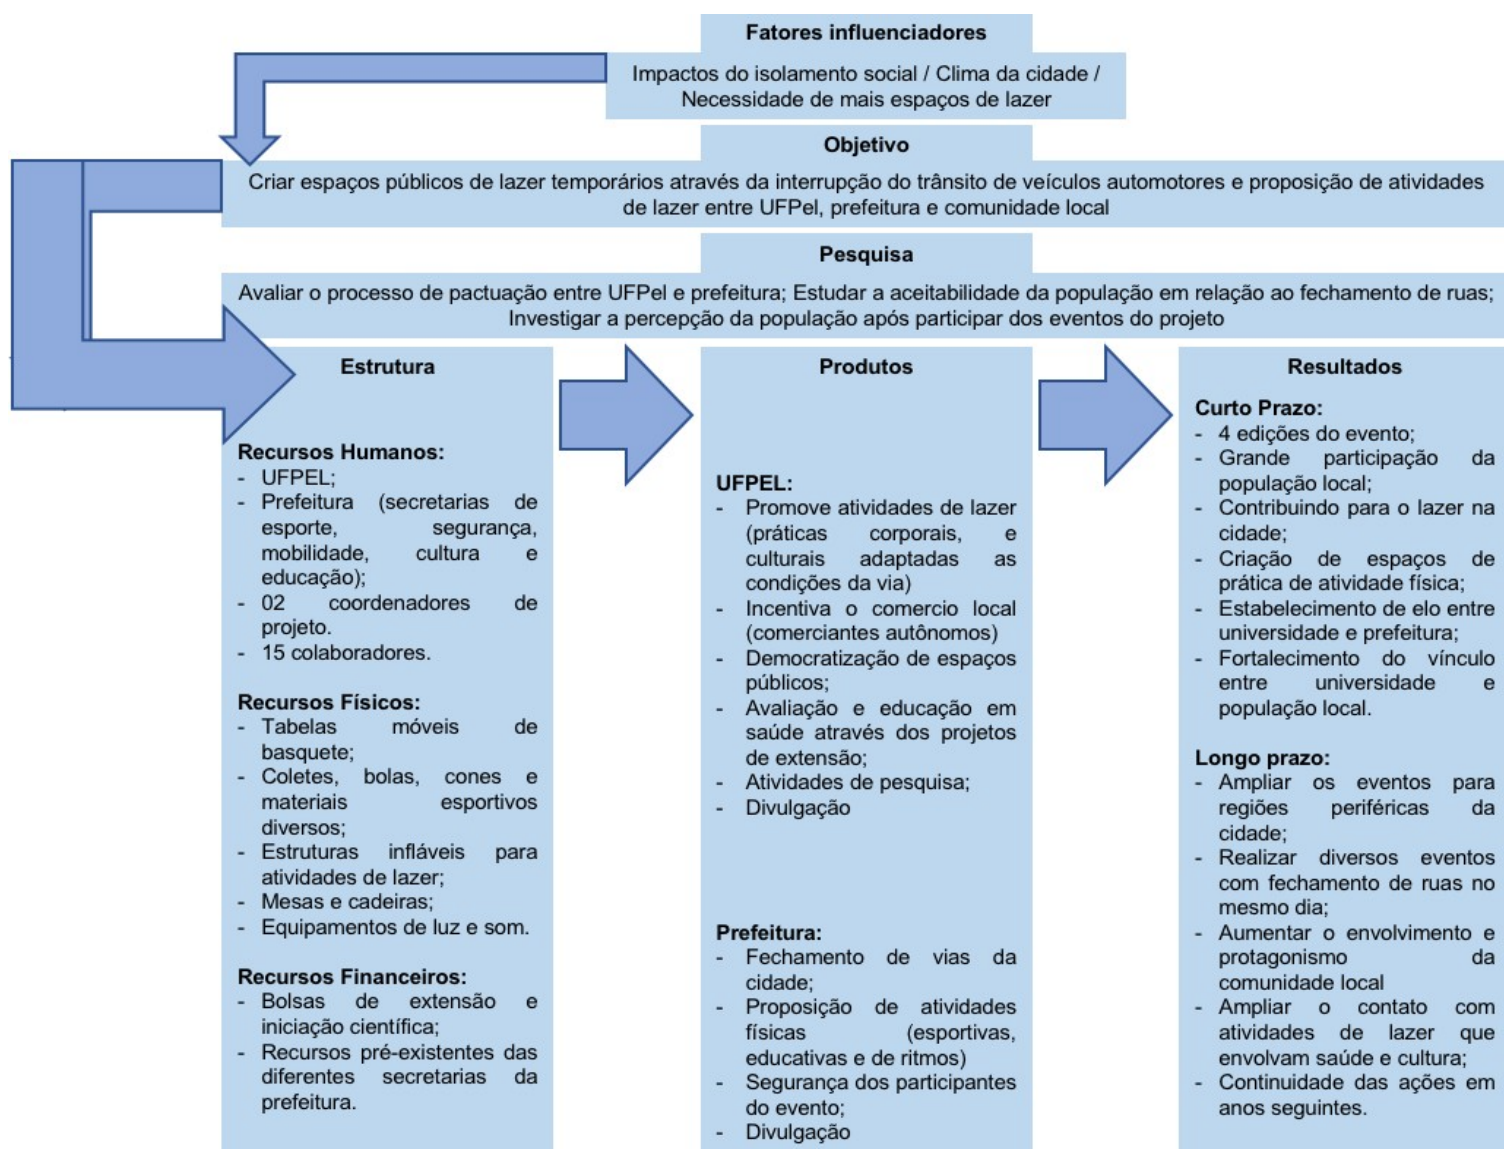 Fatores influenciadores
Impactos do isolamento social / Clima da cidade /
Necessidade de mais espaços de lazer
Objetivo
Criar espaços públicos de lazer temporários através da interrupção do trânsito de veículos automotores e proposição de atividades
de lazer entre UFPel, prefeitura e comunidade local
Pesquisa
Avaliar o processo de pactuação entre UFPel e prefeitura; Estudar a aceitabilidade da população em relação ao fechamento de ruas;
Investigar a percepção da população após participar dos eventos do projeto
Estrutura
Recursos Humanos:
- UFPEL;
- Prefeitura (secretarias de
esporte, segurança,
mobilidade, cultura e
educação);
- 02 coordenadores de
projeto.
- 15 colaboradores.
Recursos Físicos:
- Tabelas móveis de
basquete;
- Coletes, bolas, cones e
materiais esportivos
diversos;
- Estruturas infláveis para
atividades de lazer;
- Mesas e cadeiras;
- Equipamentos de luz e som.
Recursos Financeiros:
- Bolsas de extensão e
iniciação científica;
- Recursos pré-existentes das
diferentes secretarias da
prefeitura.
Produtos
UFPEL:
- Promove atividades de lazer
(práticas corporais, e
culturais adaptadas as
condições da via)
- Incentiva o comercio local
(comerciantes autônomos)
- Democratização de espaços
públicos;
- Avaliação e educação em
saúde através dos projetos
de extensão;
- Atividades de pesquisa;
- Divulgação
Prefeitura:
- Fechamento de vias da
cidade;
- Proposição de atividades
físicas (esportivas,
educativas e de ritmos)
- Segurança dos participantes
do evento;
- Divulgação
Resultados
Curto Prazo:
- 4 edições do evento;
- Grande participação da
população local;
- Contribuindo para o lazer na
cidade;
- Criação de espaços de
prática de atividade física;
- Estabelecimento de elo entre
universidade e prefeitura;
- Fortalecimento do vínculo
entre universidade e
população local.
Longo prazo:
- Ampliar os eventos para
regiões periféricas da
cidade;
- Realizar diversos eventos
com fechamento de ruas no
mesmo dia;
- Aumentar o envolvimento e
protagonismo da
comunidade local
- Ampliar o contato com
atividades de lazer que
envolvam saúde e cultura;
- Continuidade das ações em
anos seguintes.